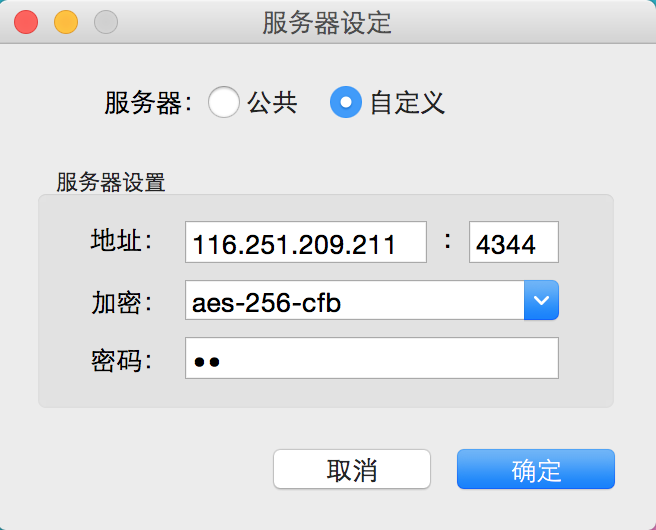 服务器设定
服务器： 公共 自定义
服务器设置
地址： 116.251.209.211 : 4344
加密： aes-256-cfb
密码： ••
取消 确定